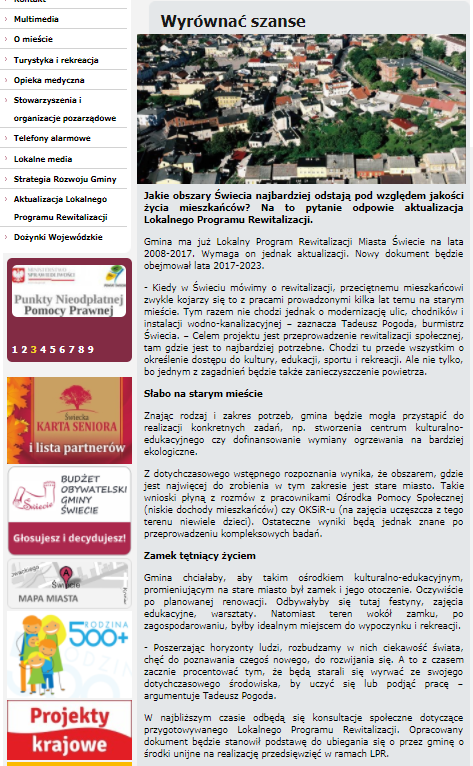 Kontakt
Multimedia
O mieście
Turystyka i rekreacja
Opieka medyczna
Stowarzyszenia i
organizacje pozarządowe
Telefony alarmowe
Lokalne media
Strategia Rozwoju Gminy
Aktualizacja Lokalnego
Programu Rewitalizacji
Dożynki Wojewódzkie
MINISTERSTWO
SPRAWIEDLIWOŚCI
Punkty Nieodpłatnej
Pomocy Prawnej
1 2 3 4 5 6 7 8 9
Świecka
KARTA SENIORA
i lista partnerów
BUDŻET
OBYWATELSKI
GMINY
ŚWIECIE
Głosujesz i decydujesz!
A
Świecie
MAPA MIASTA
RODZINA
500+
Projekty
krajowe
Wyrównać szanse
Jakie obszary Świecia najbardziej odstają pod względem jakości
życia mieszkańców? Na to pytanie odpowie aktualizacja
Lokalnego Programu Rewitalizacji.
Gmina ma już Lokalny Program Rewitalizacji Miasta Świecie na lata
2008-2017. Wymaga on jednak aktualizacji. Nowy dokument będzie
obejmował lata 2017-2023.
- Kiedy w Świeciu mówimy o rewitalizacji, przeciętnemu mieszkańcowi
zwykle kojarzy się to z pracami prowadzonymi kilka lat temu na starym
mieście. Tym razem nie chodzi jednak o modernizację ulic, chodników i
instalacji wodno-kanalizacyjnej – zaznacza Tadeusz Pogoda, burmistrz
Świecia. – Celem projektu jest przeprowadzenie rewitalizacji społecznej,
tam gdzie jest to najbardziej potrzebne. Chodzi tu przede wszystkim o
określenie dostępu do kultury, edukacji, sportu i rekreacji. Ale nie tylko,
bo jednym z zagadnień będzie także zanieczyszczenie powietrza.
Słabo na starym mieście
Znając rodzaj i zakres potrzeb, gmina będzie mogła przystąpić do
realizacji konkretnych zadań, np. stworzenia centrum kulturalno-
edukacyjnego czy dofinansowanie wymiany ogrzewania na bardziej
ekologiczne.
Z dotychczasowego wstępnego rozpoznania wynika, że obszarem, gdzie
jest najwięcej do zrobienia w tym zakresie jest stare miasto. Takie
wnioski płyną z rozmów z pracownikami Ośrodka Pomocy Społecznej
(niskie dochody mieszkańców) czy OKSiR-u (na zajęcia uczęszcza z tego
terenu niewiele dzieci). Ostateczne wyniki będą jednak znane po
przeprowadzeniu kompleksowych badań.
Zamek tętniący życiem
Gmina chciałaby, aby takim ośrodkiem kulturalno-edukacyjnym,
promieniującym na stare miasto był zamek i jego otoczenie. Oczywiście
po planowanej renowacji. Odbywałyby się tutaj festyny, zajęcia
edukacyjne, warsztaty. Natomiast teren wokół zamku, po
zagospodarowaniu, byłby idealnym miejscem do wypoczynku i rekreacji.
- Poszerzając horyzonty ludzi, rozbudzamy w nich ciekawość świata,
chęć do poznania czegoś nowego, do rozwijania się. A to z czasem
zacznie procentować tym, że będą starali się wyrwać ze swojego
dotychczasowego środowiska, by uczyć się lub podjąć pracę –
argumentuje Tadeusz Pogoda.
W najbliższym czasie odbędą się konsultacje społeczne dotyczące
przygotowywanego Lokalnego Programu Rewitalizacji. Opracowany
dokument będzie stanowił podstawę do ubiegania się o przez gminę o
środki unijne na realizację przedsięwzięć w ramach LPR.